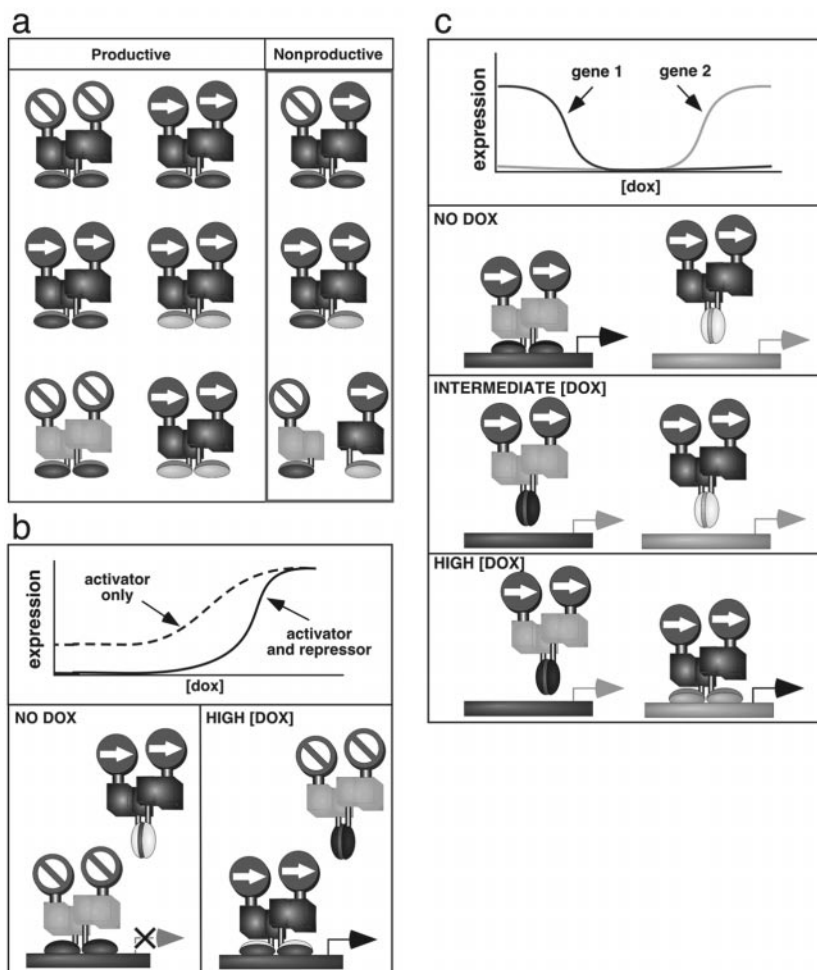 a
Productive
Nonproductive
b
expression
activator
only
activator
and repressor
[dox]
NO DOX
HIGH [DOX]
c
expression
gene 1
gene 2
[dox]
NO DOX
INTERMEDIATE [DOX]
HIGH [DOX]